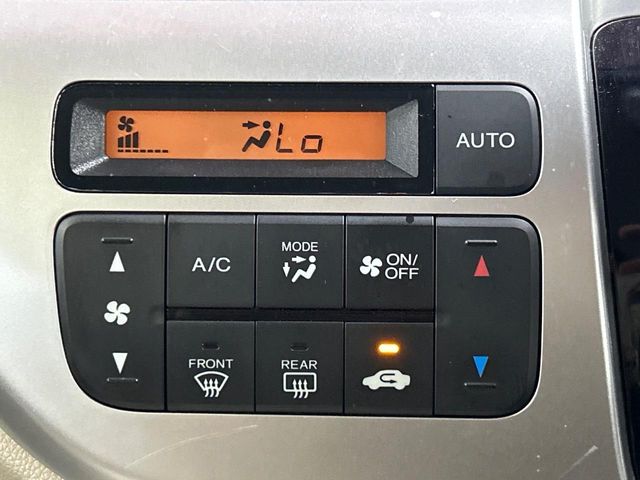 Lo
AUTO
A/C
MODE
ON/
OFF
FRONT
REAR